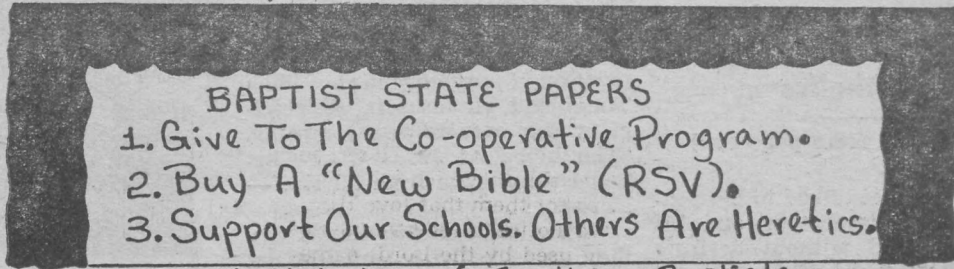 BAPTIST STATE PAPERS
1. Give To The Co-operative Program.
2. Buy A "New Bible" (RSV).
3. Support Our Schools. Others Are Heretics.